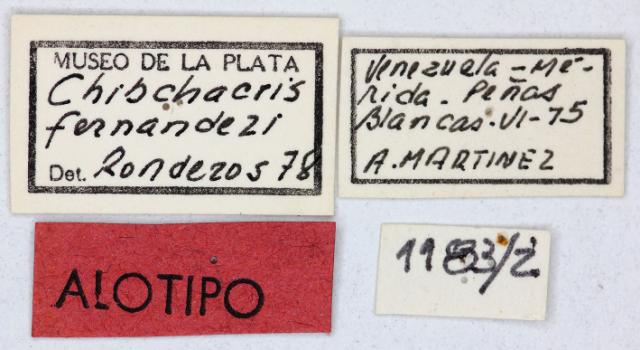 MUSEO DE LA PLATA
Chibchacris
fernandezi
Det. Ronderos 78
Venezuela - Mé-
rida. Peñas
Blancas. VI-75
A. MARTINEZ
ALOTIPO
1183/2